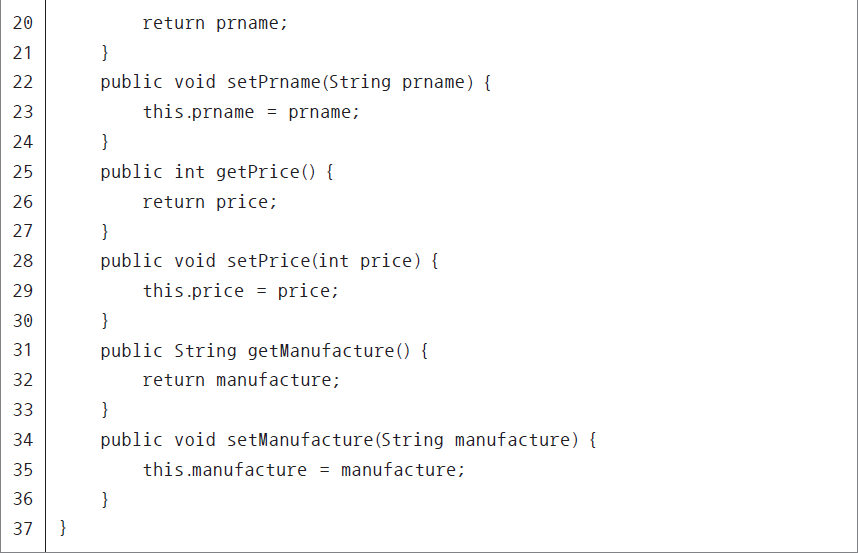 20 return prname;
21 }
22 public void setPrname(String prname) {
23 this.prname = prname;
24 }
25 public int getPrice() {
26 return price;
27 }
28 public void setPrice(int price) {
29 this.price = price;
30 }
31 public String getManufacture() {
32 return manufacture;
33 }
34 public void setManufacture(String manufacture) {
35 this.manufacture = manufacture;
36 }
37 }